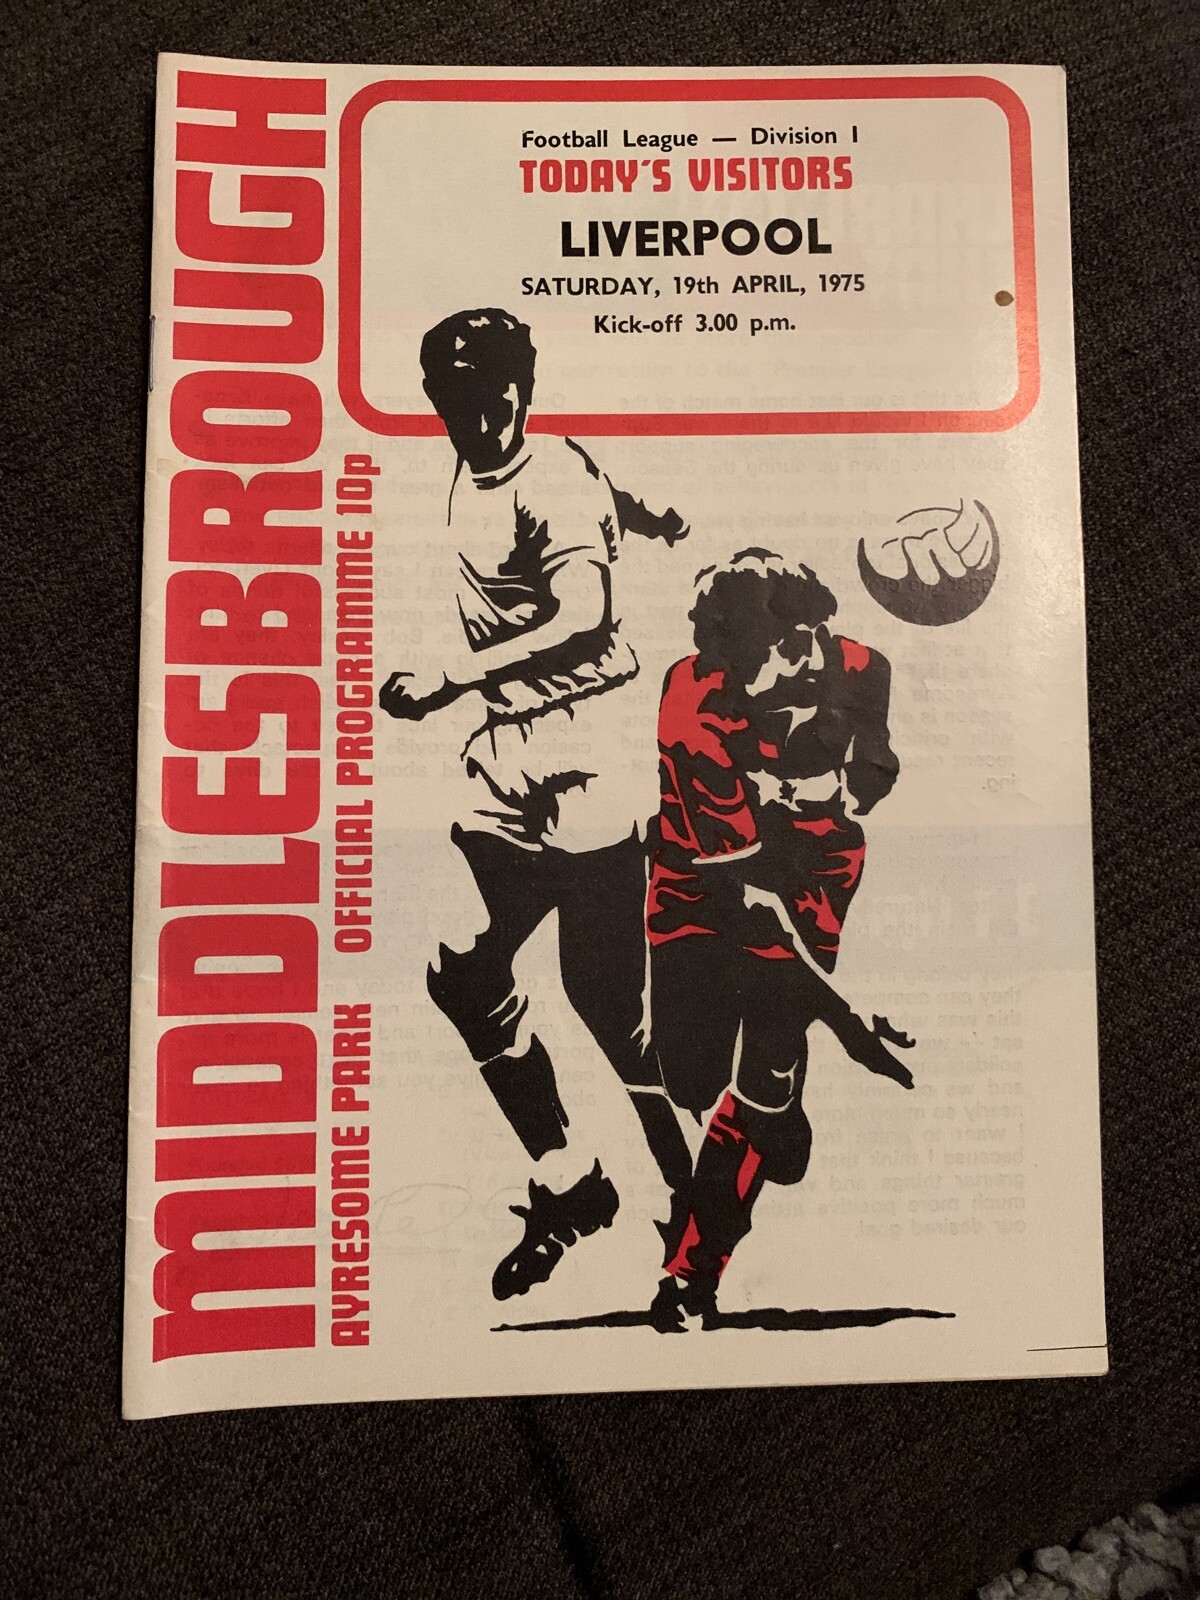 MIDDLESBROUGH
AYRESOME PARK OFFICIAL PROGRAMME 10p
Football League — Division 1
TODAY'S VISITORS
LIVERPOOL
SATURDAY, 19th APRIL, 1975
Kick-off 3.00 p.m.